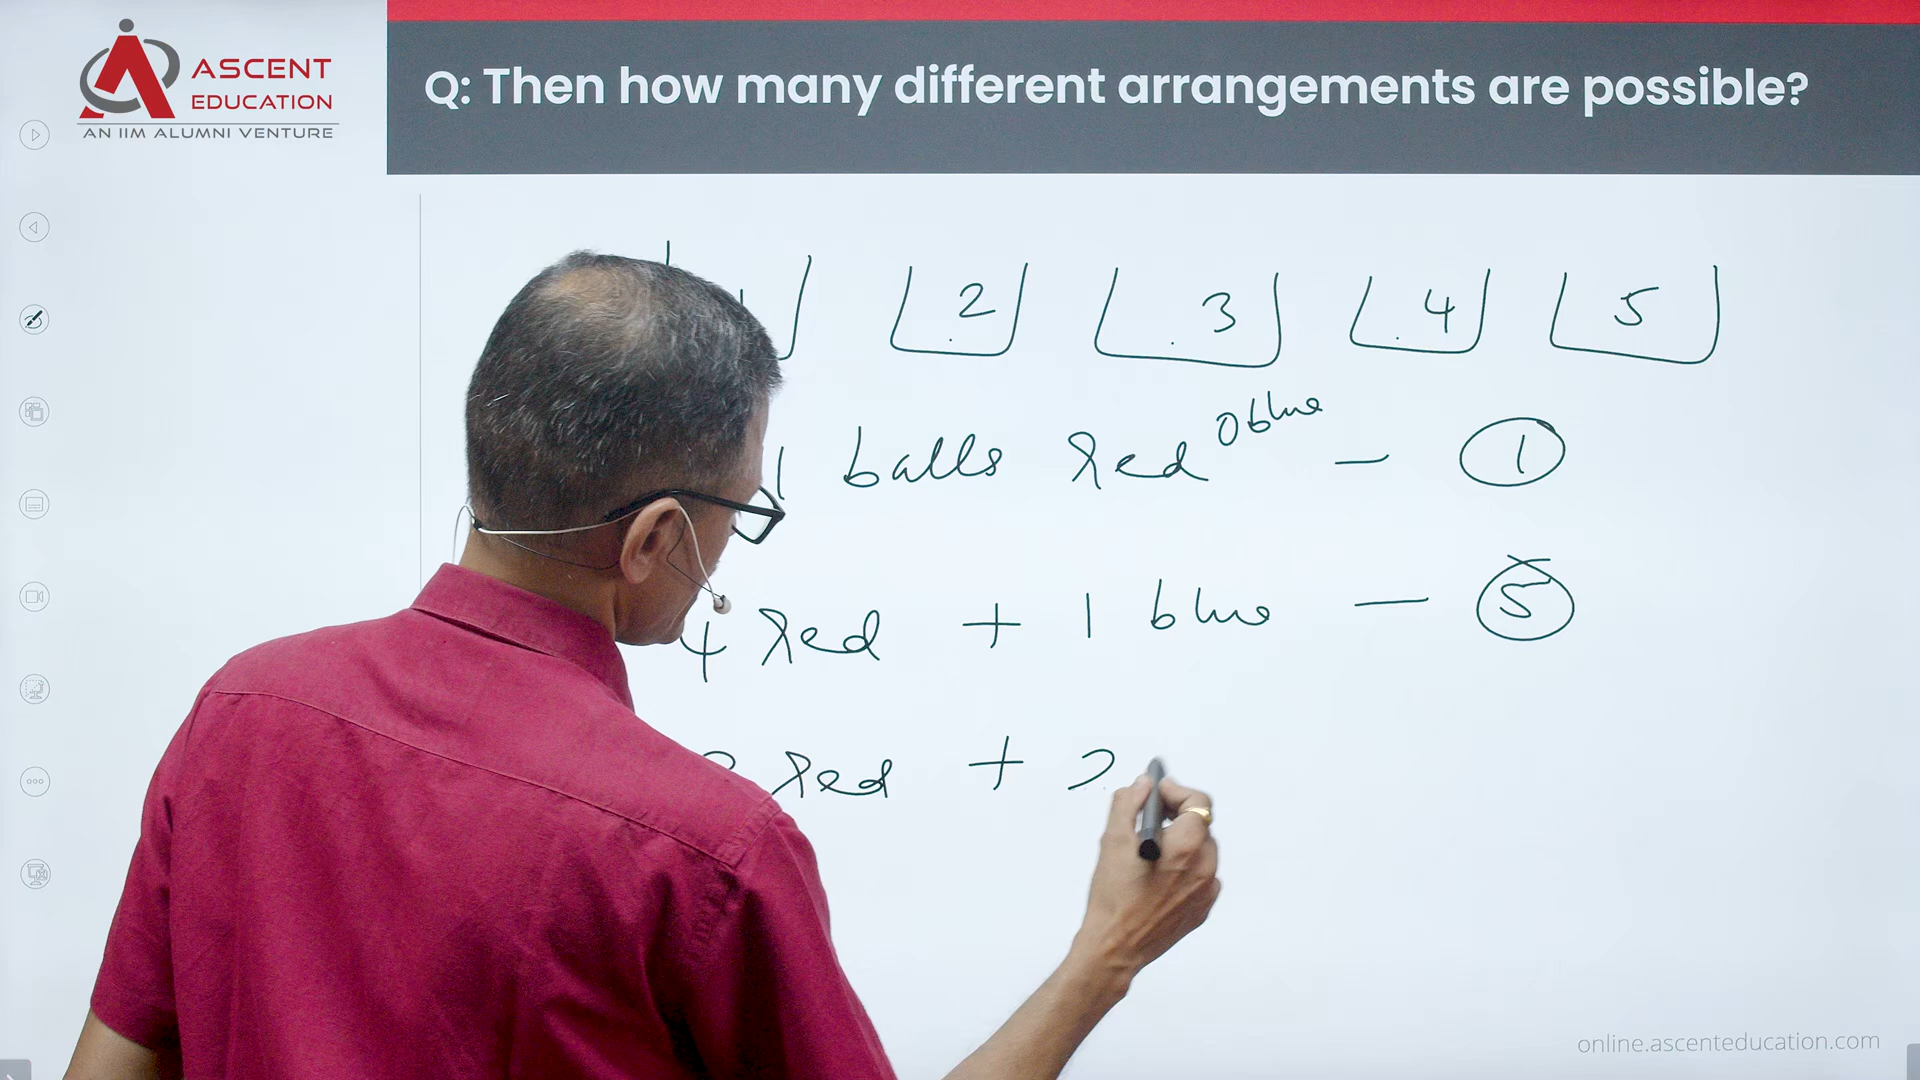 ASCENT
EDUCATION
AN IIM ALUMNI VENTURE
Q: Then how many different arrangements are possible?
2 3 4 5
balls red 0 blue - 1
4 red + 1 blue - 5
red + 2
online.ascenteducation.com